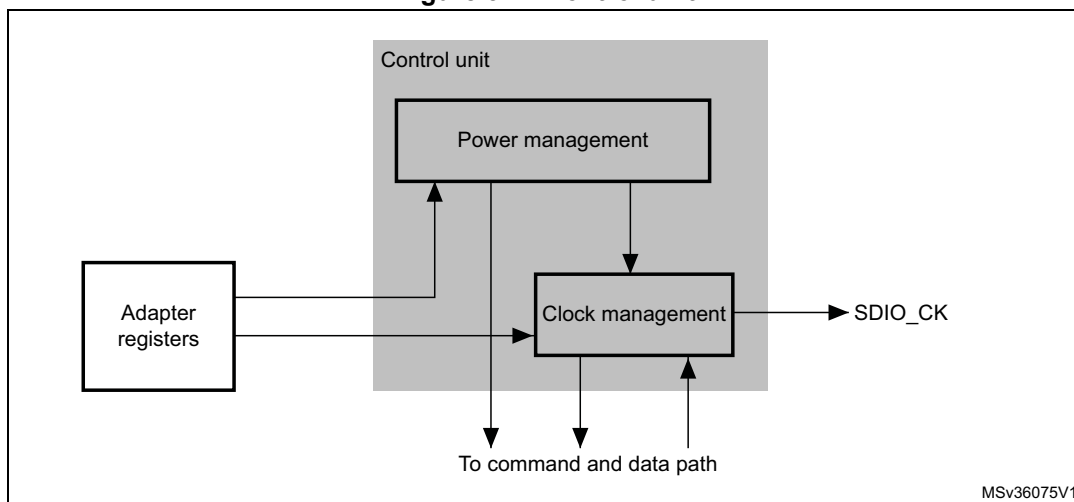 Control unit
Power management
Adapter
registers
Clock management
SDIO_CK
To command and data path
MSv36075V1